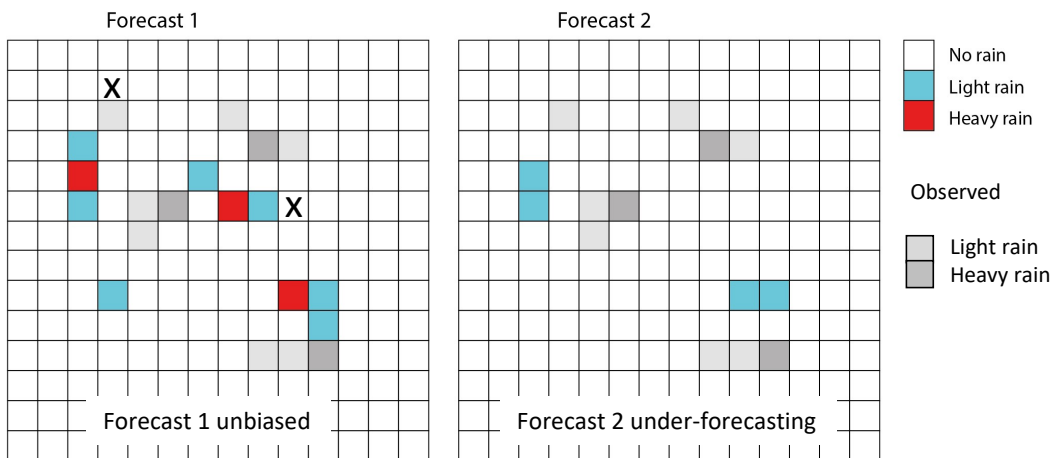 Forecast 1
Forecast 2
No rain
Light rain
Heavy rain
X
X
Observed
Light rain
Heavy rain
Forecast 1 unbiased
Forecast 2 under-forecasting